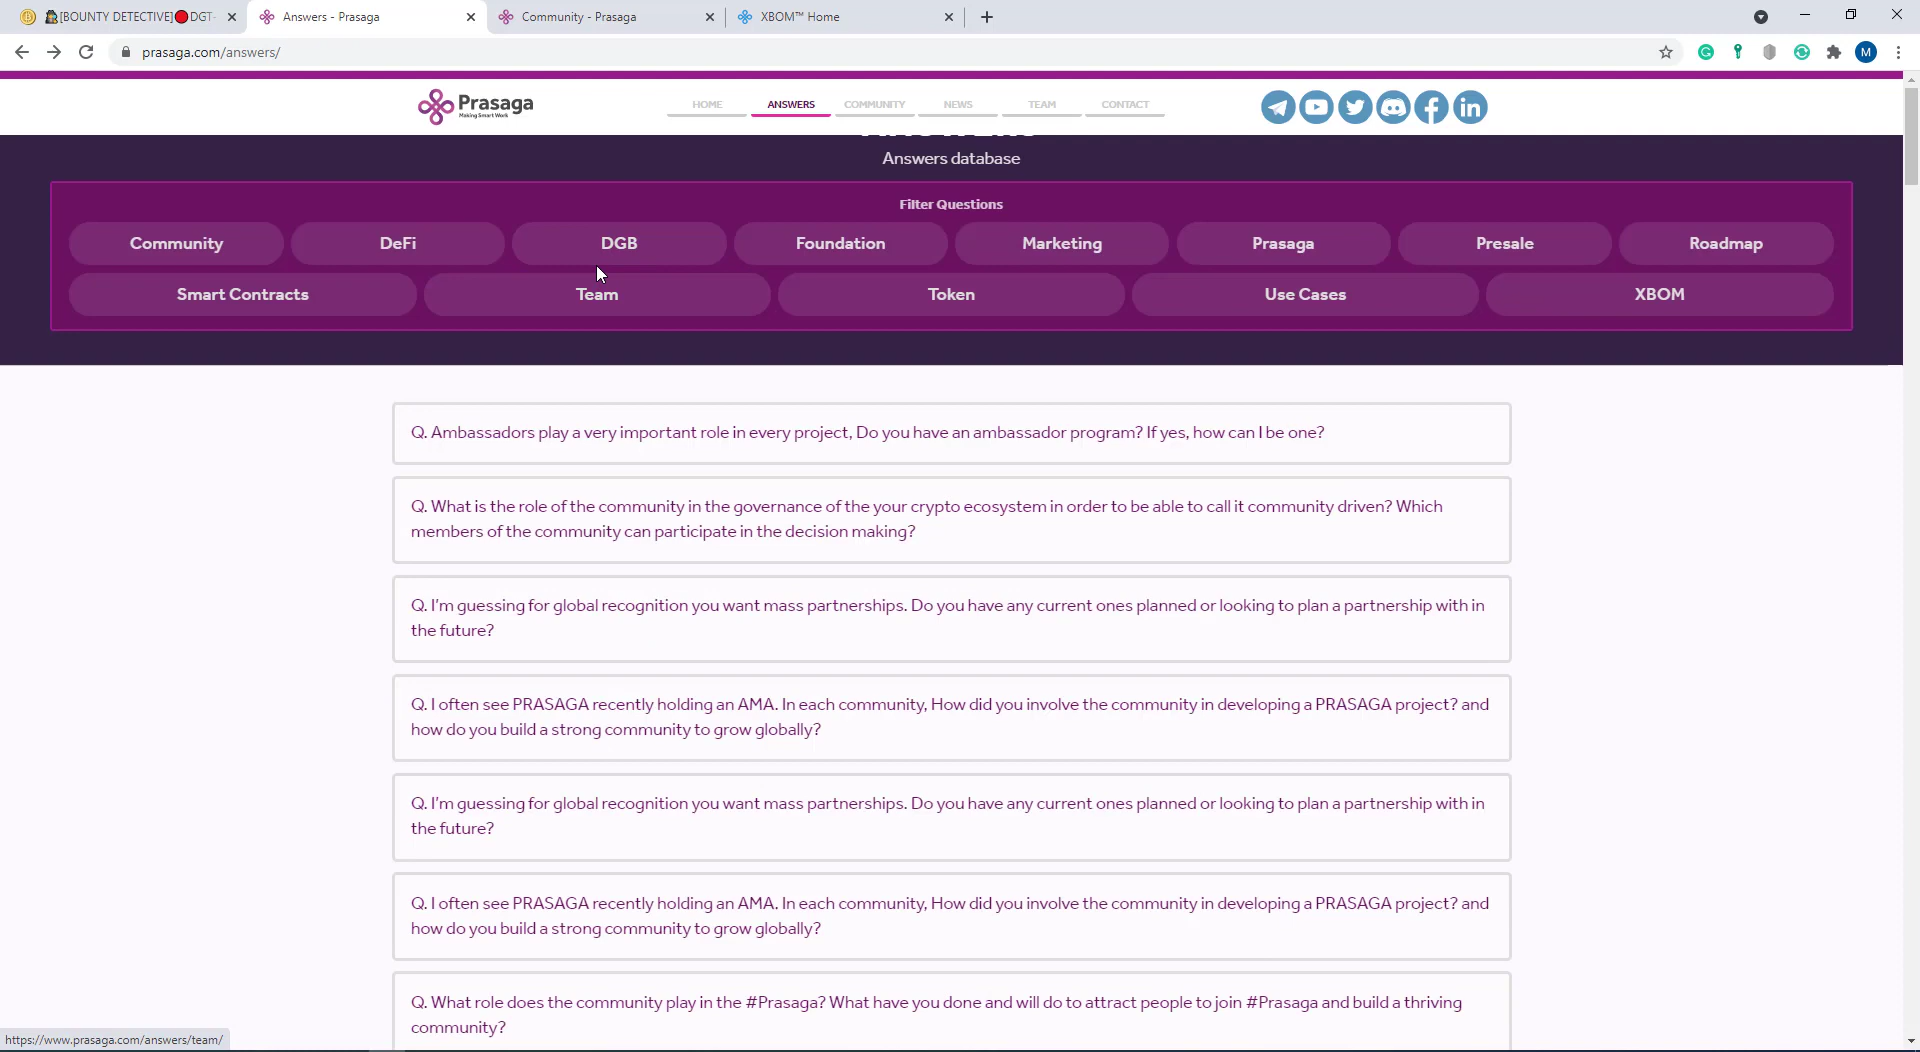 [BOUNTY DETECTIVE]🔴DGT-
Answers - Prasaga
Community - Prasaga
XBOM™ Home
prasaga.com/answers/
M
Prasaga
Making Smart Work
HOME
ANSWERS
COMMUNITY
NEWS
TEAM
CONTACT
Answers database
Filter Questions
Community
DeFi
DGB
Foundation
Marketing
Prasaga
Presale
Roadmap
Smart Contracts
Team
Token
Use Cases
XBOM
Q. Ambassadors play a very important role in every project, Do you have an ambassador program? If yes, how can I be one?
Q. What is the role of the community in the governance of the your crypto ecosystem in order to be able to call it community driven? Which
members of the community can participate in the decision making?
Q. I'm guessing for global recognition you want mass partnerships. Do you have any current ones planned or looking to plan a partnership with in
the future?
Q. I often see PRASAGA recently holding an AMA. In each community, How did you involve the community in developing a PRASAGA project? and
how do you build a strong community to grow globally?
Q. I'm guessing for global recognition you want mass partnerships. Do you have any current ones planned or looking to plan a partnership with in
the future?
Q. I often see PRASAGA recently holding an AMA. In each community, How did you involve the community in developing a PRASAGA project? and
how do you build a strong community to grow globally?
Q. What role does the community play in the #Prasaga? What have you done and will do to attract people to join #Prasaga and build a thriving
community?
https://www.prasaga.com/answers/team/